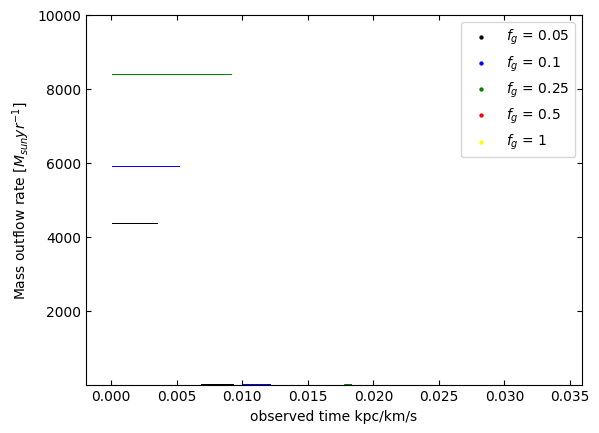 10000
8000
6000
4000
2000
Mass outflow rate [$M_{sun}yr^{-1}$]
$f_g$ = 0.05
$f_g$ = 0.1
$f_g$ = 0.25
$f_g$ = 0.5
$f_g$ = 1
0.000 0.005 0.010 0.015 0.020 0.025 0.030 0.035
observed time kpc/km/s